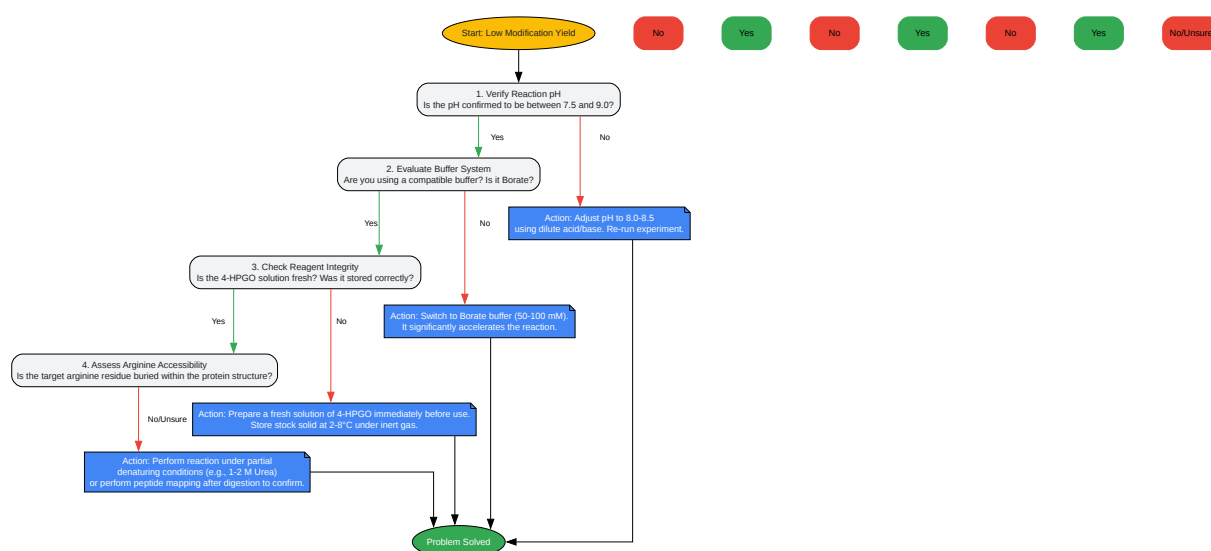 Start: Low Modification Yield
No
Yes
No
Yes
No
Yes
No/Unsure
1. Verify Reaction pH
Is the pH confirmed to be between 7.5 and 9.0?
Yes
No
2. Evaluate Buffer System
Are you using a compatible buffer? Is it Borate?
Action: Adjust pH to 8.0-8.5
using dilute acid/base. Re-run experiment.
Yes
No
3. Check Reagent Integrity
Is the 4-HPGO solution fresh? Was it stored correctly?
Action: Switch to Borate buffer (50-100 mM).
It significantly accelerates the reaction.
Yes
No
4. Assess Arginine Accessibility
Is the target arginine residue buried within the protein structure?
No/Unsure
Action: Prepare a fresh solution of 4-HPGO immediately before use.
Store stock solid at 2-8°C under inert gas.
Action: Perform reaction under partial
denaturing conditions (e.g., 1-2 M Urea)
or perform peptide mapping after digestion to confirm.
Problem Solved